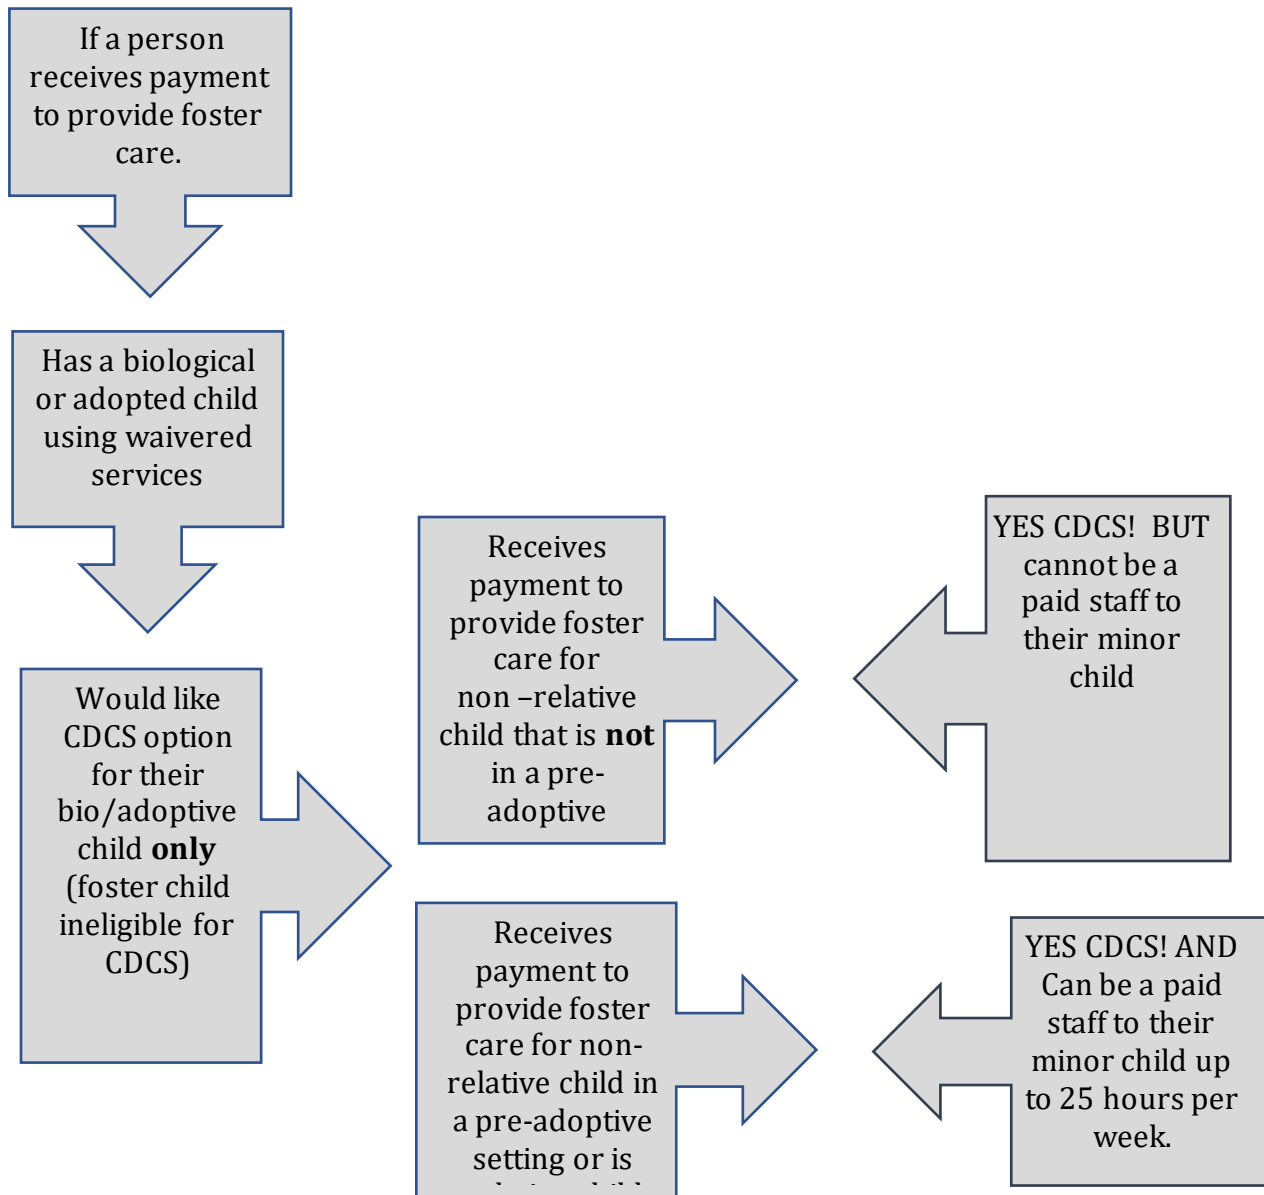 If a person
receives payment
to provide foster
care.
Has a biological
or adopted child
using waivered
services
Would like
CDCS option
for their
bio/adoptive
child only
(foster child
ineligible for
CDCS)
Receives
payment to
provide foster
care for
non –relative
child that is not
in a pre-
adoptive
YES CDCS!  BUT
cannot be a
paid staff to
their minor
child
Receives
payment to
provide foster
care for non-
relative child in
a pre-adoptive
setting or is
YES CDCS! AND
Can be a paid
staff to their
minor child up
to 25 hours per
week.